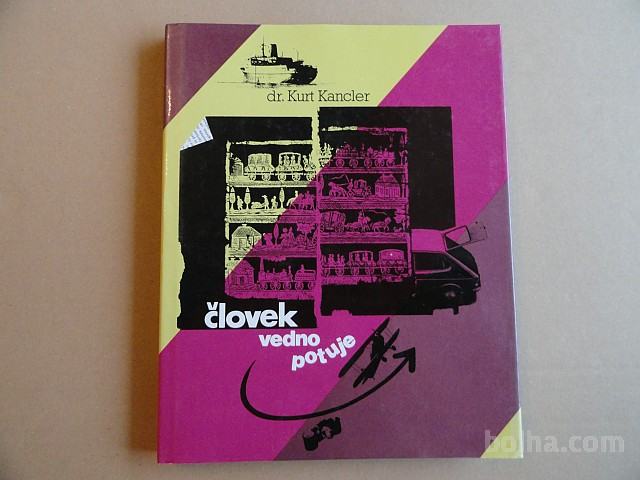 dr. Kurt Kancler
človek
vedno
potuje
bolha.com